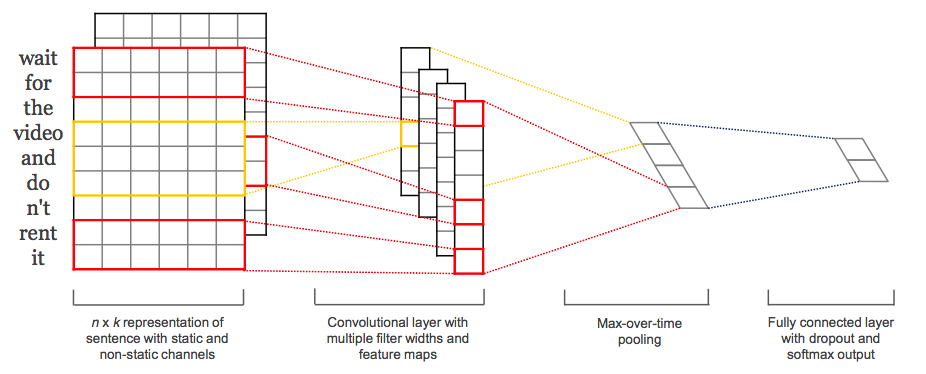 wait
for
the
video
and
do
n't
rent
it
n x k representation of
sentence with static and
non-static channels
Convolutional layer with
multiple filter widths and
feature maps
Max-over-time
pooling
Fully connected layer
with dropout and
softmax output